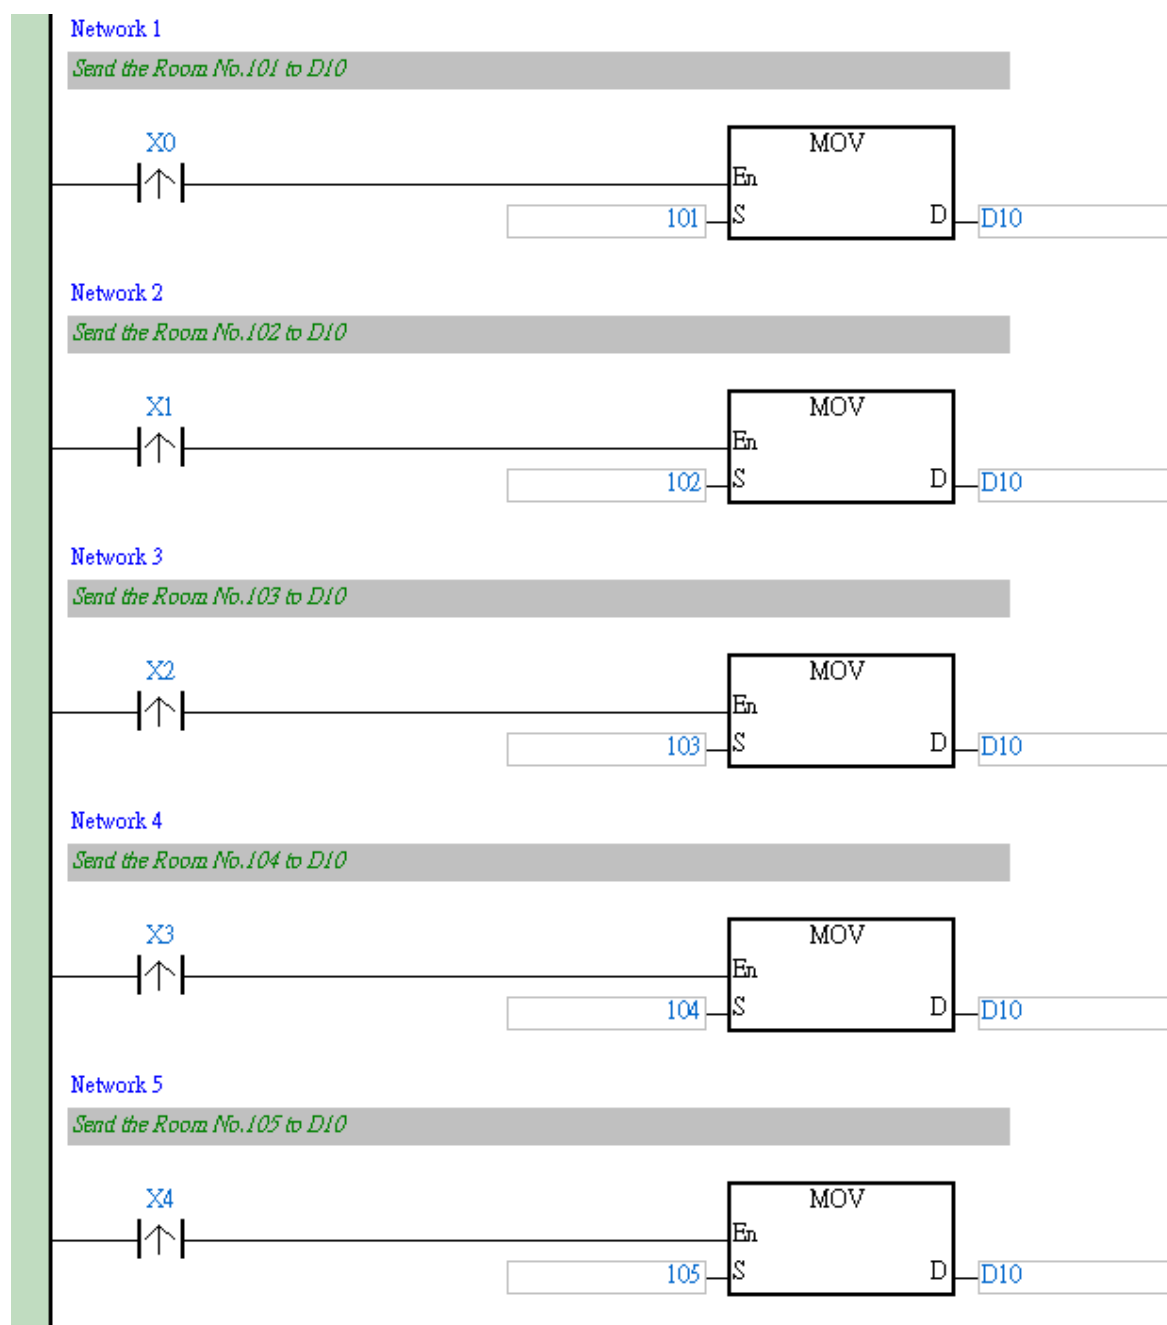 Network 1
Send the Room No.101 to D10
X0
MOV
En
101 S D D10
Network 2
Send the Room No.102 to D10
X1
MOV
En
102 S D D10
Network 3
Send the Room No.103 to D10
X2
MOV
En
103 S D D10
Network 4
Send the Room No.104 to D10
X3
MOV
En
104 S D D10
Network 5
Send the Room No.105 to D10
X4
MOV
En
105 S D D10